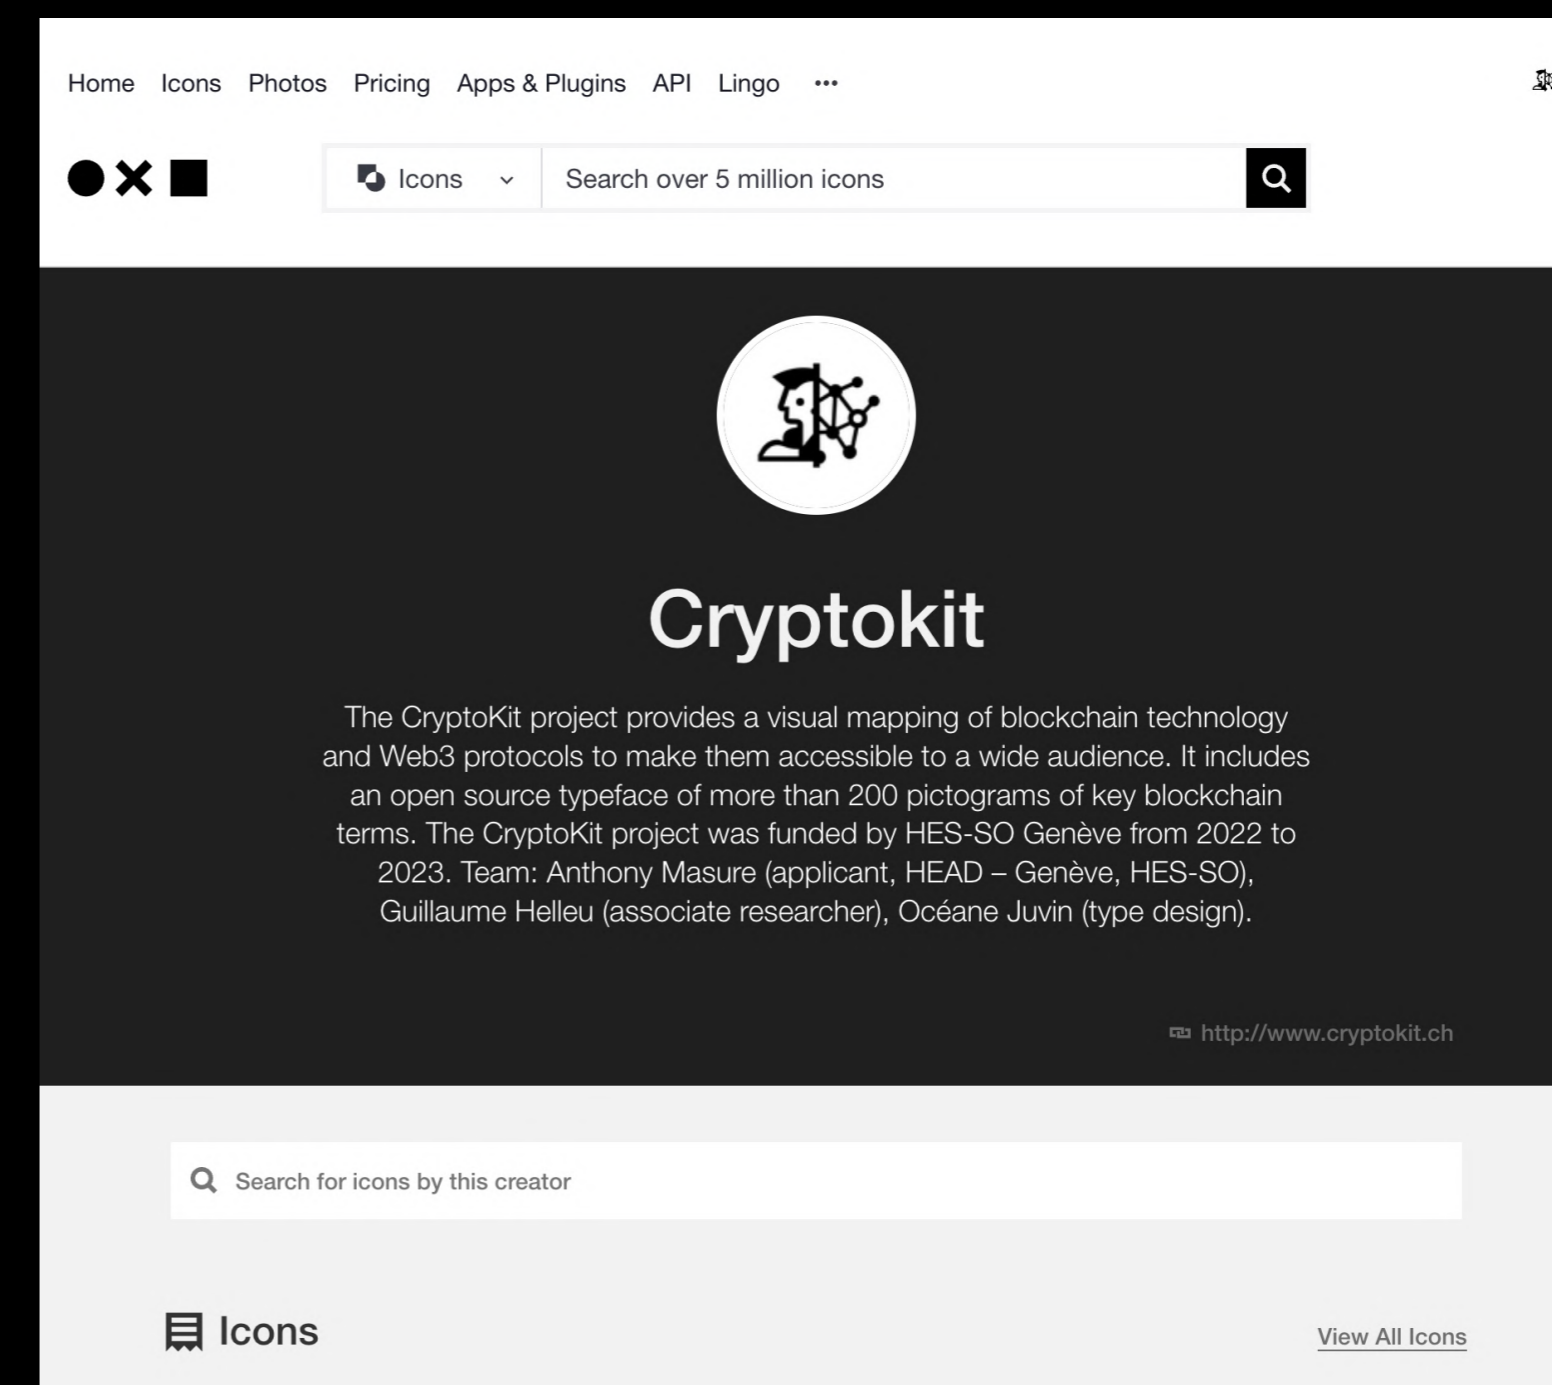 Home Icons Photos Pricing Apps & Plugins API Lingo •••
Icons Search over 5 million icons
Cryptokit
The CryptoKit project provides a visual mapping of blockchain technology
and Web3 protocols to make them accessible to a wide audience. It includes
an open source typeface of more than 200 pictograms of key blockchain
terms. The CryptoKit project was funded by HES-SO Genève from 2022 to
2023. Team: Anthony Masure (applicant, HEAD – Genève, HES-SO),
Guillaume Helleu (associate researcher), Océane Juvin (type design).
http://www.cryptokit.ch
Search for icons by this creator
Icons
View All Icons